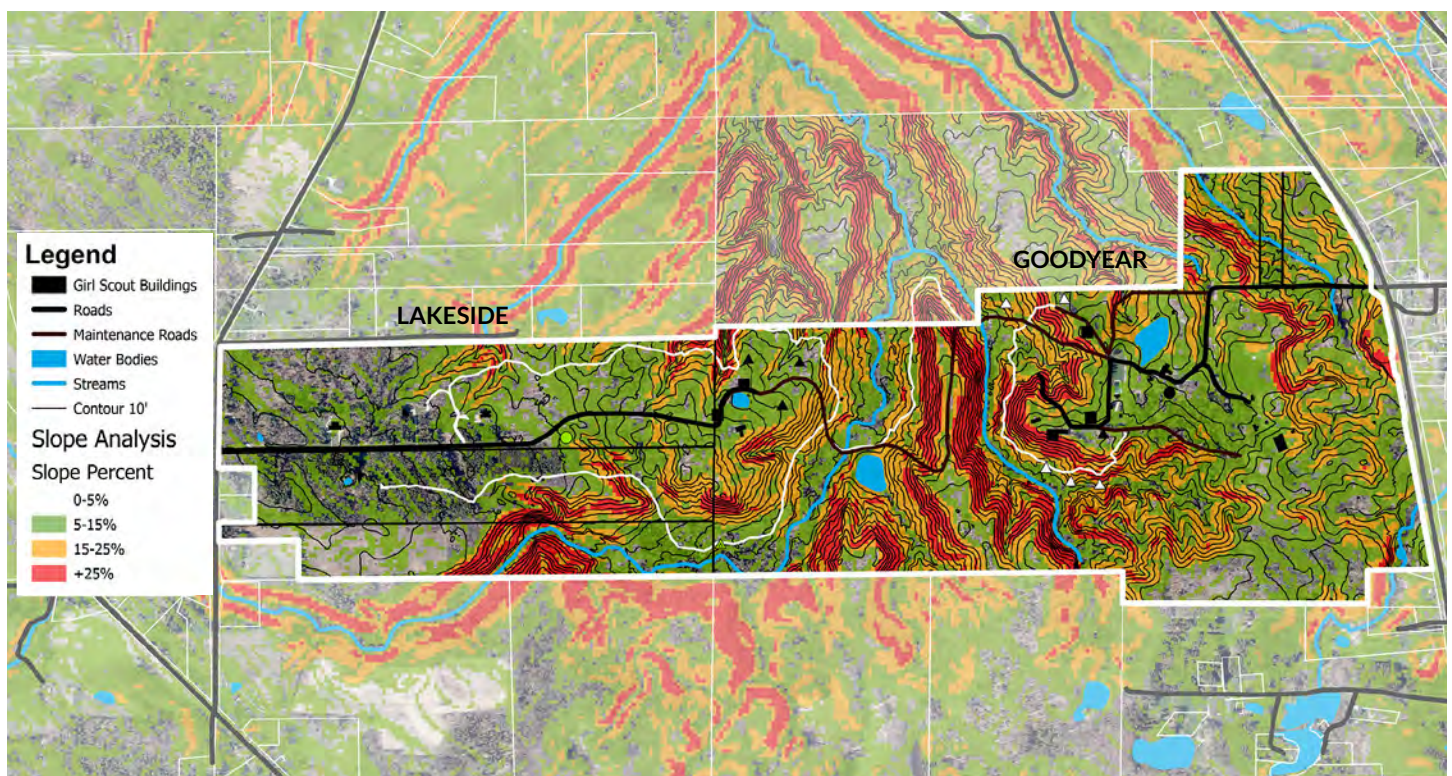 GOODYEAR
LAKESIDE
Legend
Girl Scout Buildings
Roads
Maintenance Roads
Water Bodies
Streams
Contour 10'
Slope Analysis
Slope Percent
0-5%
5-15%
15-25%
+25%